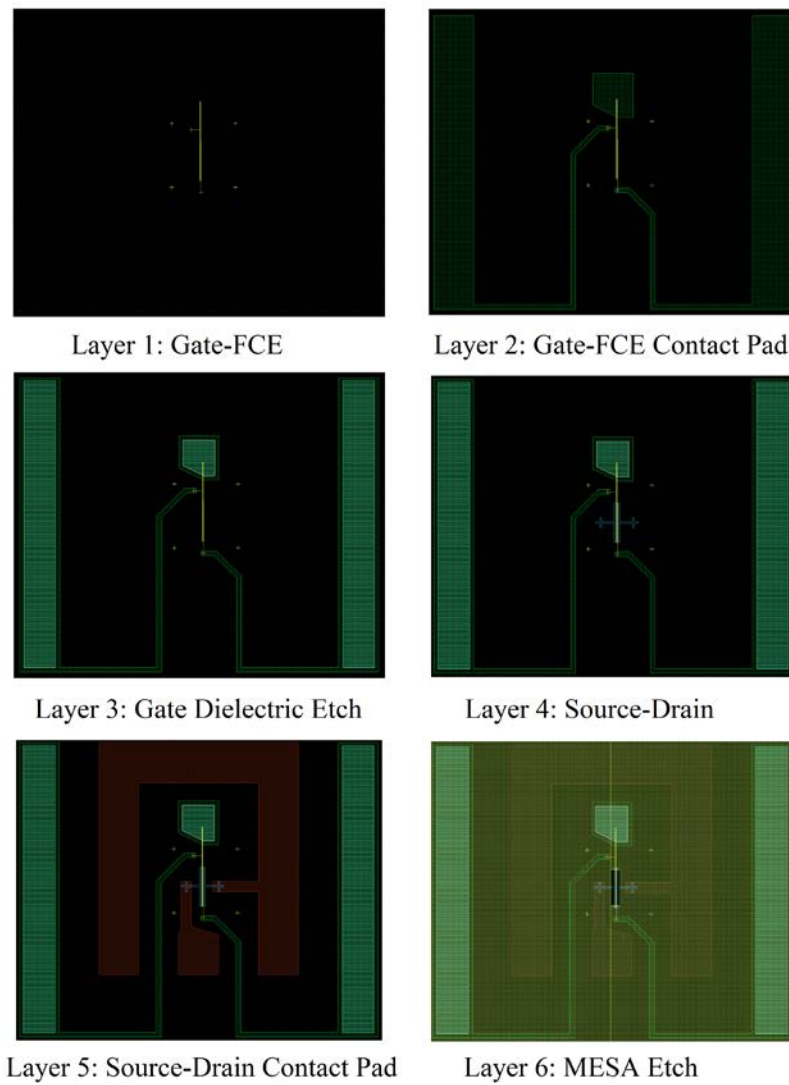 Layer 1: Gate-FCE
Layer 2: Gate-FCE Contact Pad
Layer 3: Gate Dielectric Etch
Layer 4: Source-Drain
Layer 5: Source-Drain Contact Pad
Layer 6: MESA Etch